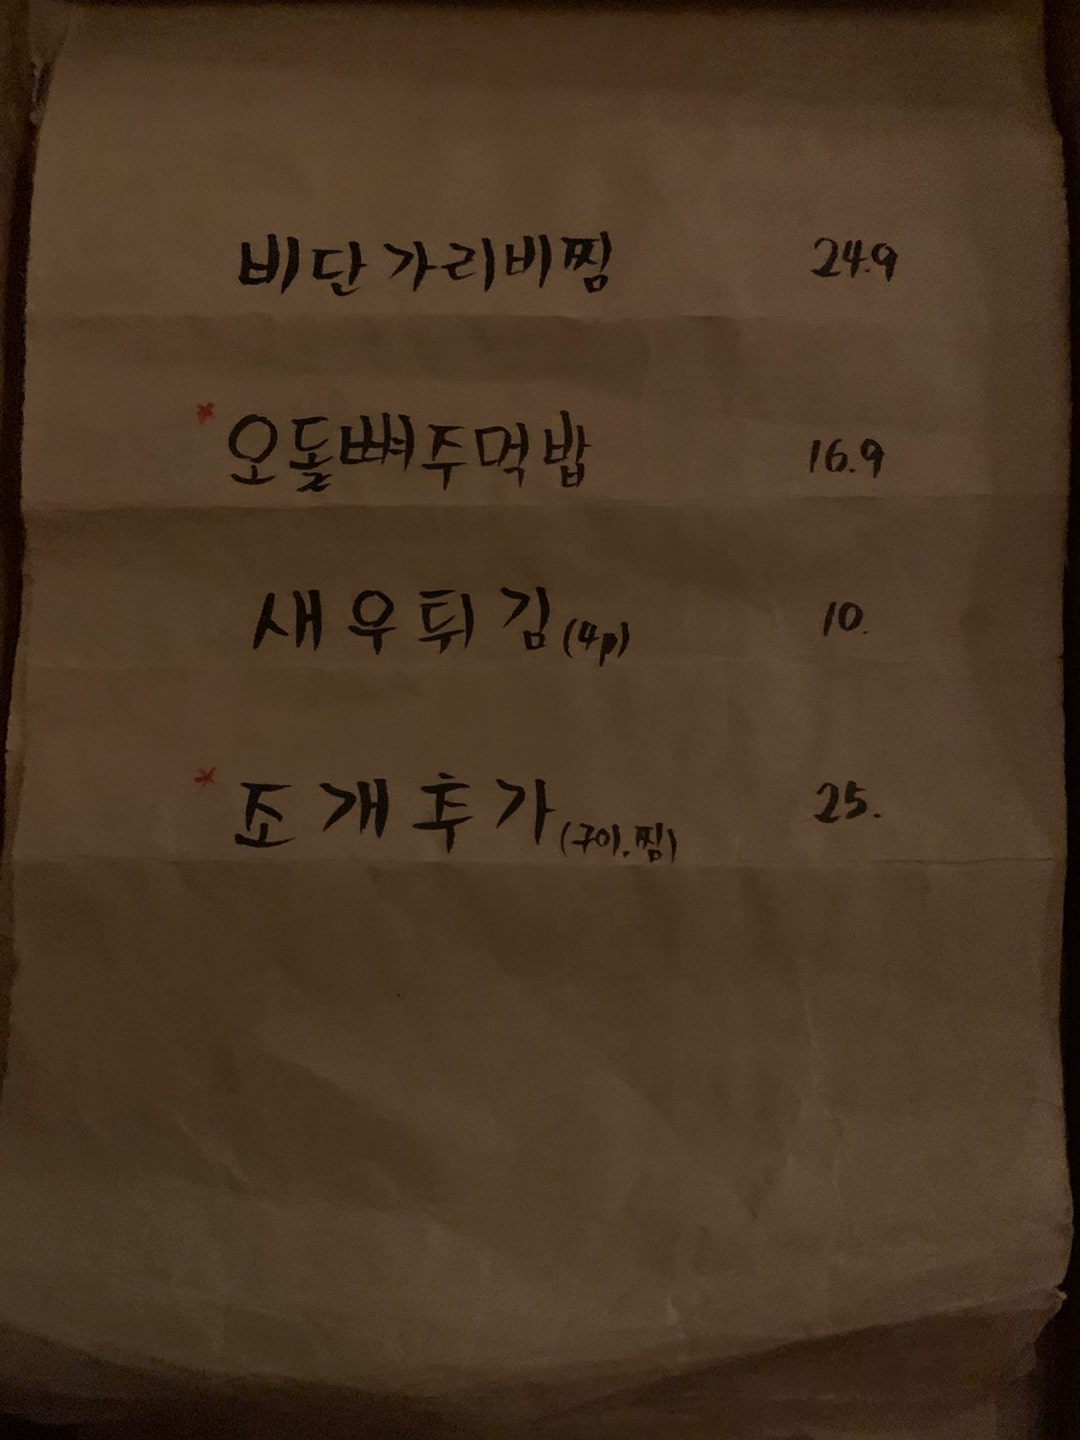 비단가리비찜 24.9
*오돌뼈주먹밥 16.9
새우튀김(4p) 10.
*조개추가(구이.찜) 25.